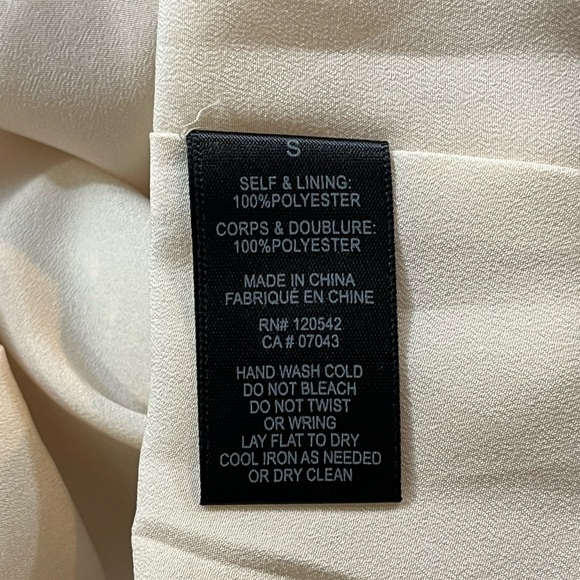 S
SELF & LINING:
100%POLYESTER
CORPS & DOUBLURE:
100%POLYESTER
MADE IN CHINA
FABRIQUÉ EN CHINE
RN# 120542
CA # 07043
HAND WASH COLD
DO NOT BLEACH
DO NOT TWIST
OR WRING
LAY FLAT TO DRY
COOL IRON AS NEEDED
OR DRY CLEAN